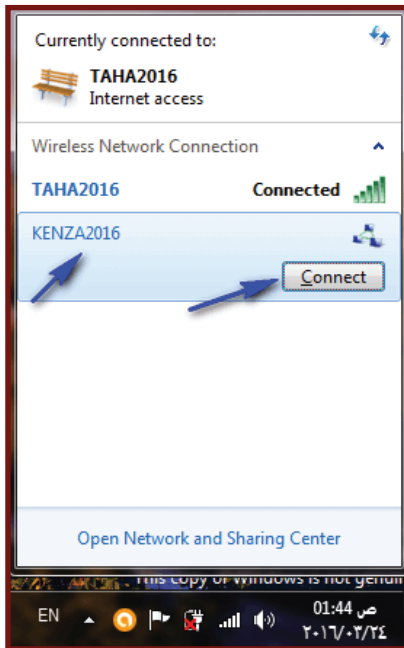 Currently connected to:
TAHA2016
Internet access
Wireless Network Connection
TAHA2016 Connected
KENZA2016
Connect
Open Network and Sharing Center
This copy of Windows is not genuin
EN
01:44 ص
٢٠١٦/٠٣/٢٤